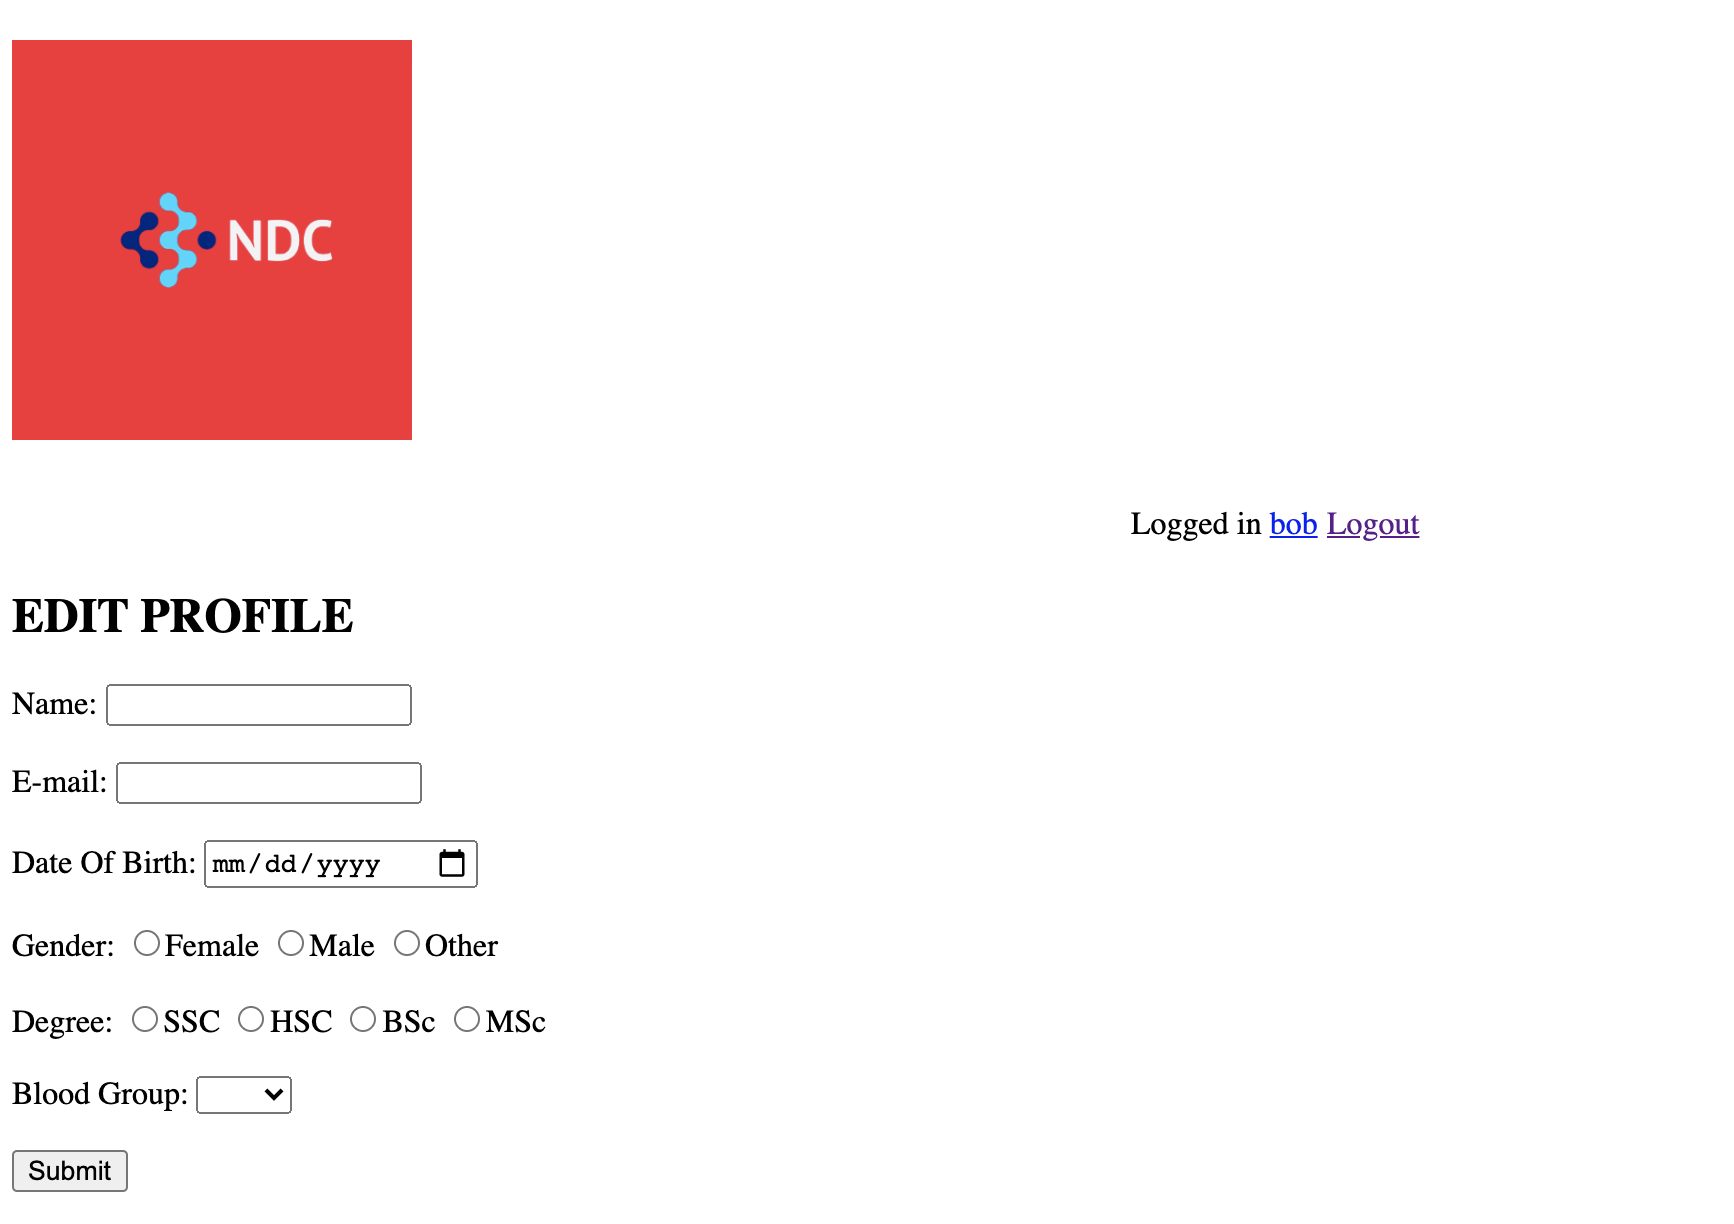 NDC
Logged in bob Logout
EDIT PROFILE
Name:
E-mail:
Date Of Birth: mm/dd/yyyy
Gender: Female Male Other
Degree: SSC HSC BSc MSc
Blood Group:
Submit